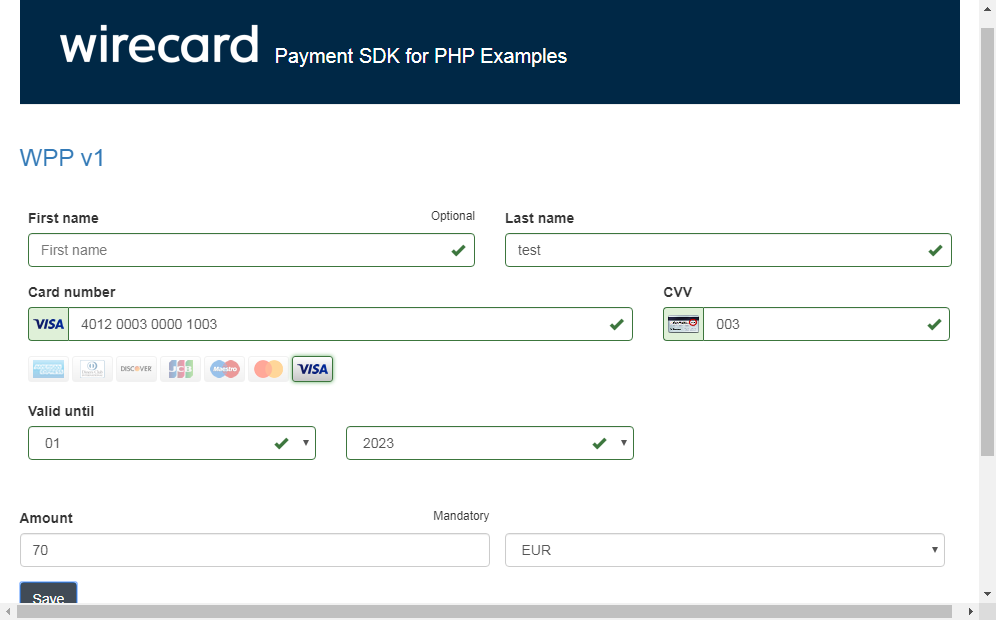 wirecard Payment SDK for PHP Examples
WPP v1
First name Optional Last name
First name test
Card number CVV
VISA 4012 0003 0000 1003 003
DISCOVER JCB Maestro VISA
Valid until
01 2023
Amount Mandatory
70 EUR
Save